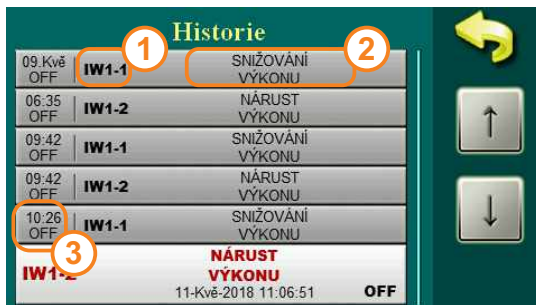 Historie
1
2
09.Kvě
OFF
IW1-1
SNIŽOVÁNÍ
VÝKONU
06:35
OFF
IW1-2
NÁRUST
VÝKONU
09:42
OFF
IW1-1
SNIŽOVÁNÍ
VÝKONU
09:42
OFF
IW1-2
NÁRUST
VÝKONU
10:26
OFF
IW1-1
SNIŽOVÁNÍ
VÝKONU
3
IW1-2
NÁRUST
VÝKONU
11-Kvě-2018 11:06:51
OFF